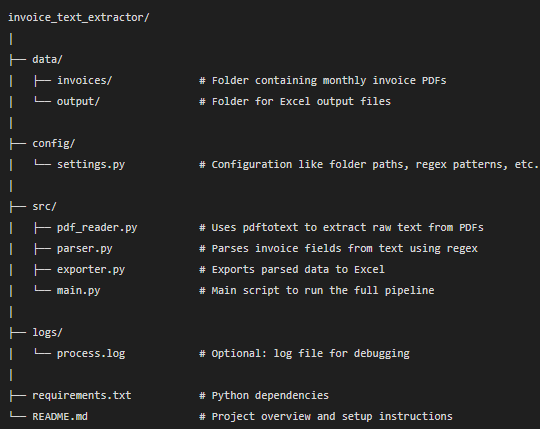 invoice_text_extractor/
│
├── data/
│   ├── invoices/              # Folder containing monthly invoice PDFs
│   └── output/                # Folder for Excel output files
│
├── config/
│   └── settings.py            # Configuration like folder paths, regex patterns, etc.
│
├── src/
│   ├── pdf_reader.py          # Uses pdftotext to extract raw text from PDFs
│   ├── parser.py              # Parses invoice fields from text using regex
│   ├── exporter.py            # Exports parsed data to Excel
│   └── main.py                # Main script to run the full pipeline
│
├── logs/
│   └── process.log            # Optional: log file for debugging
│
├── requirements.txt           # Python dependencies
└── README.md                  # Project overview and setup instructions